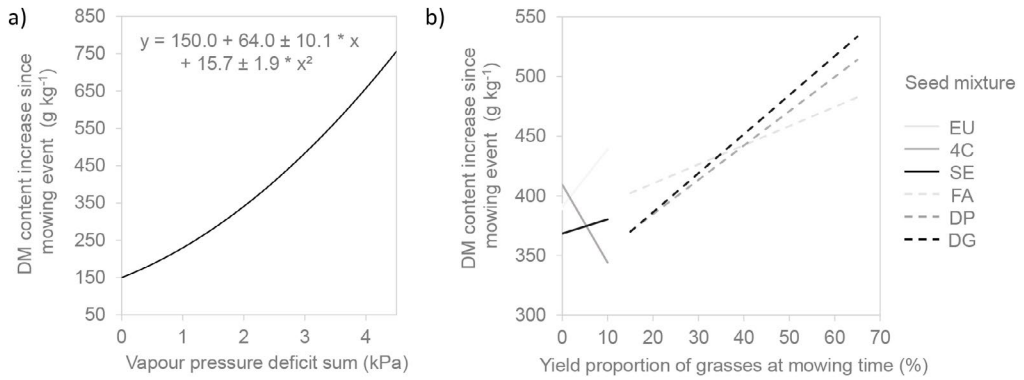 a)
DM content increase since
mowing event (g kg⁻¹)
850
750
650
550
450
350
250
150
50
y = 150.0 + 64.0 ± 10.1 * x
+ 15.7 ± 1.9 * x²
0 1 2 3 4
Vapour pressure deficit sum (kPa)
b)
DM content increase since
mowing event (g kg⁻¹)
550
500
450
400
350
300
0 10 20 30 40 50 60 70
Yield proportion of grasses at mowing time (%)
Seed mixture
EU
4C
SE
FA
DP
DG